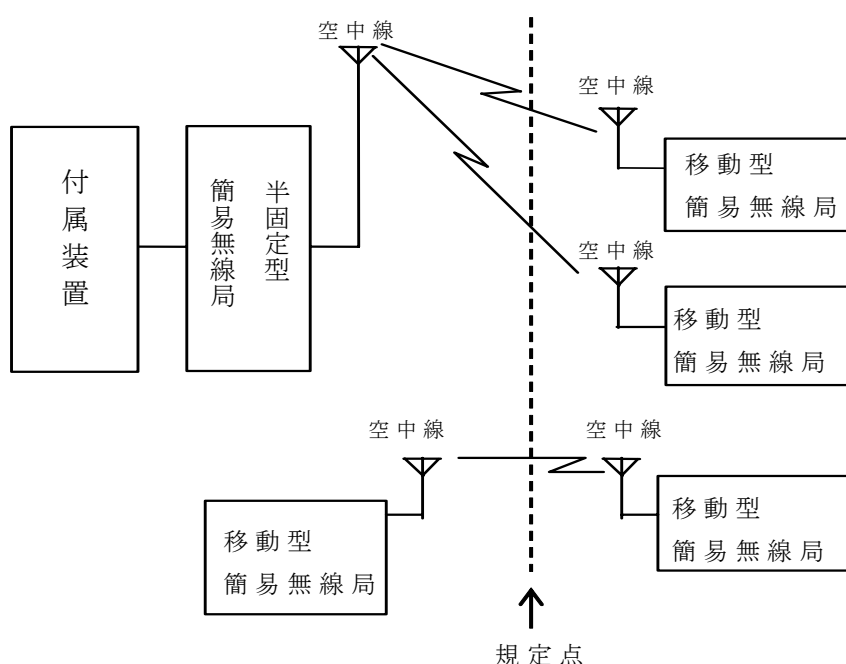 空中線
付属装置
半固定型
簡易無線局
空中線
移動型
簡易無線局
空中線
移動型
簡易無線局
空中線
移動型
簡易無線局
空中線
移動型
簡易無線局
規定点